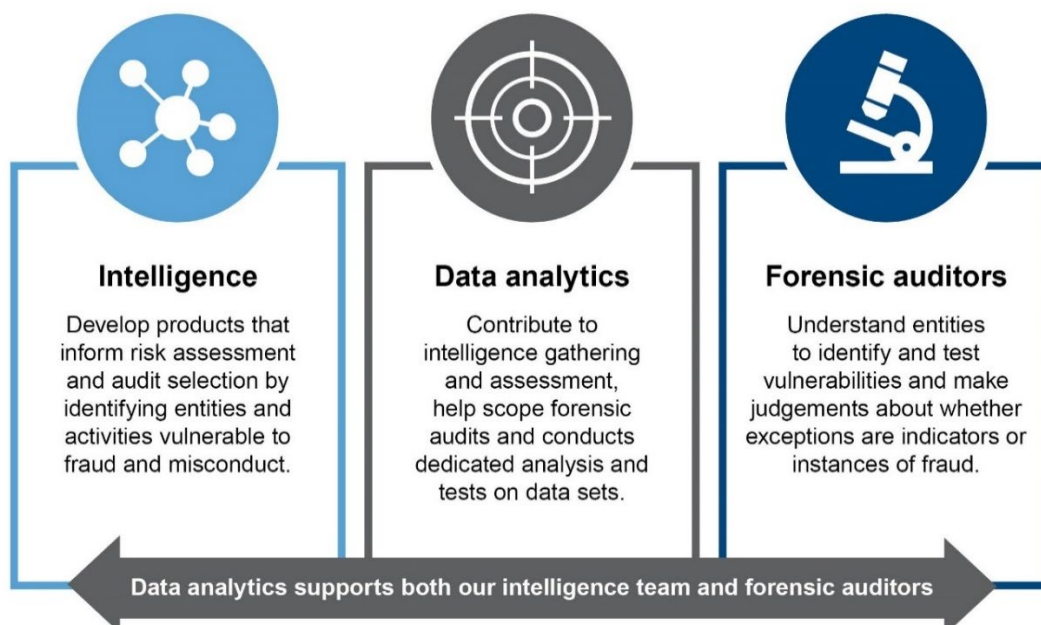 Intelligence
Develop products that
inform risk assessment
and audit selection by
identifying entities and
activities vulnerable to
fraud and misconduct.
Data analytics
Contribute to
intelligence gathering
and assessment,
help scope forensic
audits and conducts
dedicated analysis and
tests on data sets.
Forensic auditors
Understand entities
to identify and test
vulnerabilities and make
judgements about whether
exceptions are indicators or
instances of fraud.
Data analytics supports both our intelligence team and forensic auditors